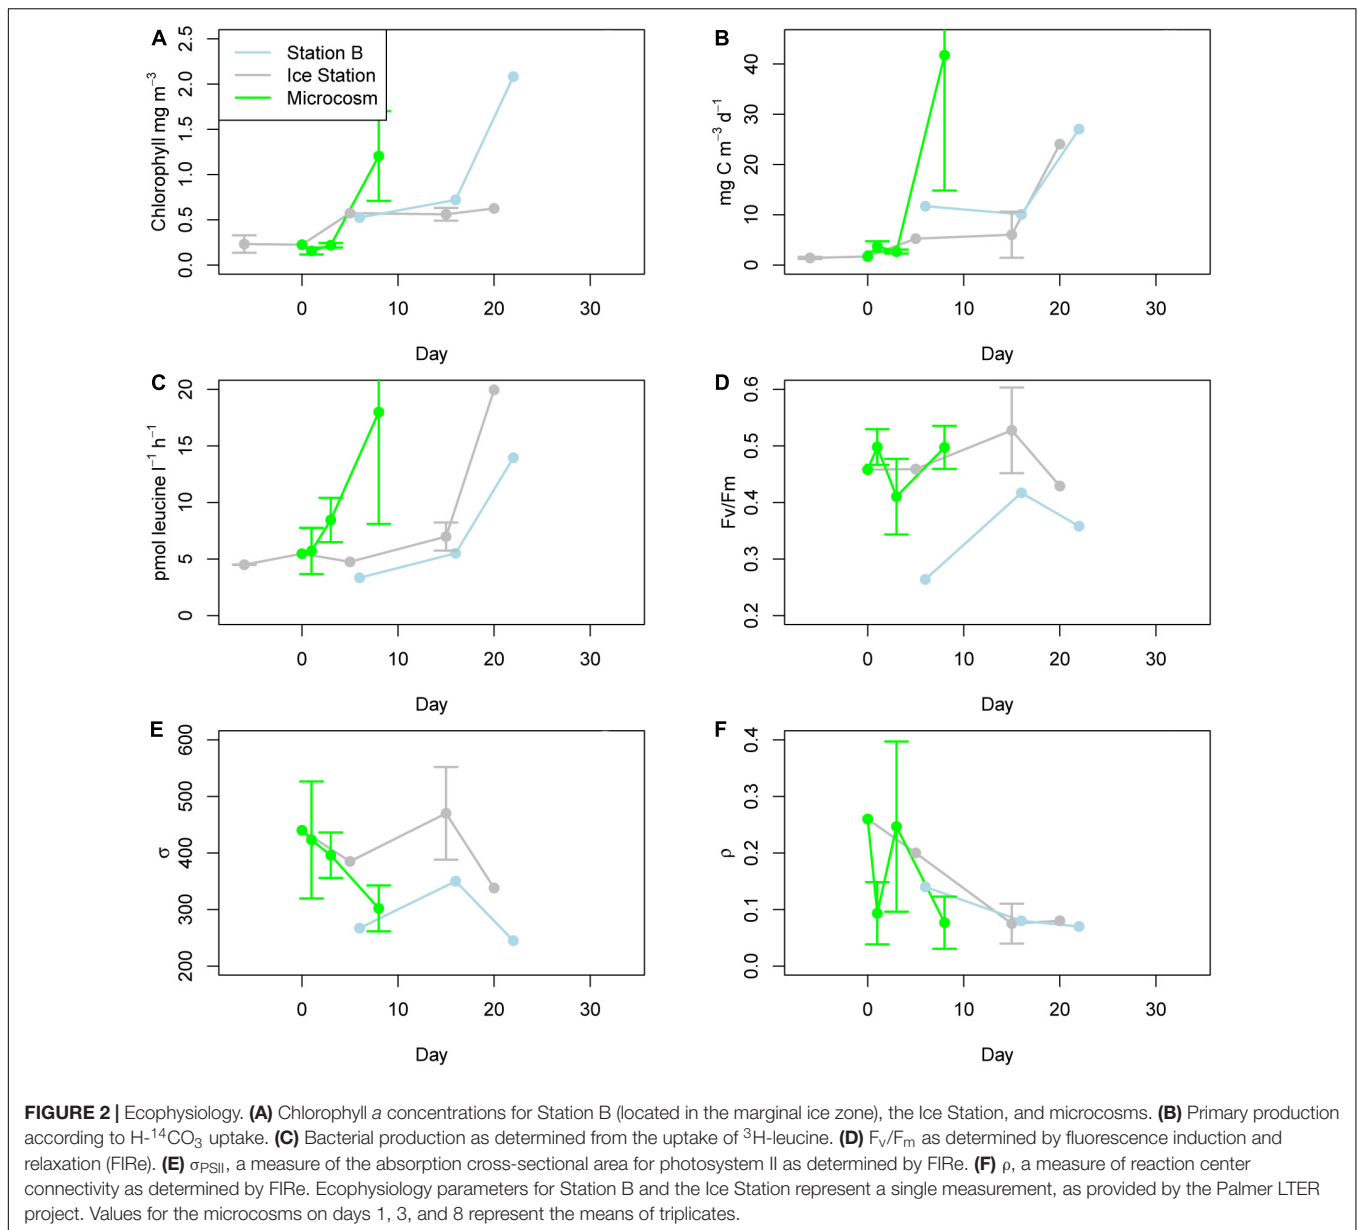 A
Chlorophyll mg m⁻³
0.0 0.5 1.0 1.5 2.0 2.5
Station B
Ice Station
Microcosm
0 10 20 30
Day
B
mg C m⁻³ d⁻¹
0 10 20 30 40
0 10 20 30
Day
C
pmol leucine l⁻¹ h⁻¹
0 5 10 15 20
0 10 20 30
Day
D
Fv/Fm
0.2 0.3 0.4 0.5 0.6
0 10 20 30
Day
E
σ
200 300 400 500 600
0 10 20 30
Day
F
ρ
0.0 0.1 0.2 0.3 0.4
0 10 20 30
Day
FIGURE 2 | Ecophysiology. (A) Chlorophyll a concentrations for Station B (located in the marginal ice zone), the Ice Station, and microcosms. (B) Primary production
according to H-¹⁴CO₃ uptake. (C) Bacterial production as determined from the uptake of ³H-leucine. (D) Fᵥ/Fₘ as determined by fluorescence induction and
relaxation (FIRe). (E) σPSII, a measure of the absorption cross-sectional area for photosystem II as determined by FIRe. (F) ρ, a measure of reaction center
connectivity as determined by FIRe. Ecophysiology parameters for Station B and the Ice Station represent a single measurement, as provided by the Palmer LTER
project. Values for the microcosms on days 1, 3, and 8 represent the means of triplicates.